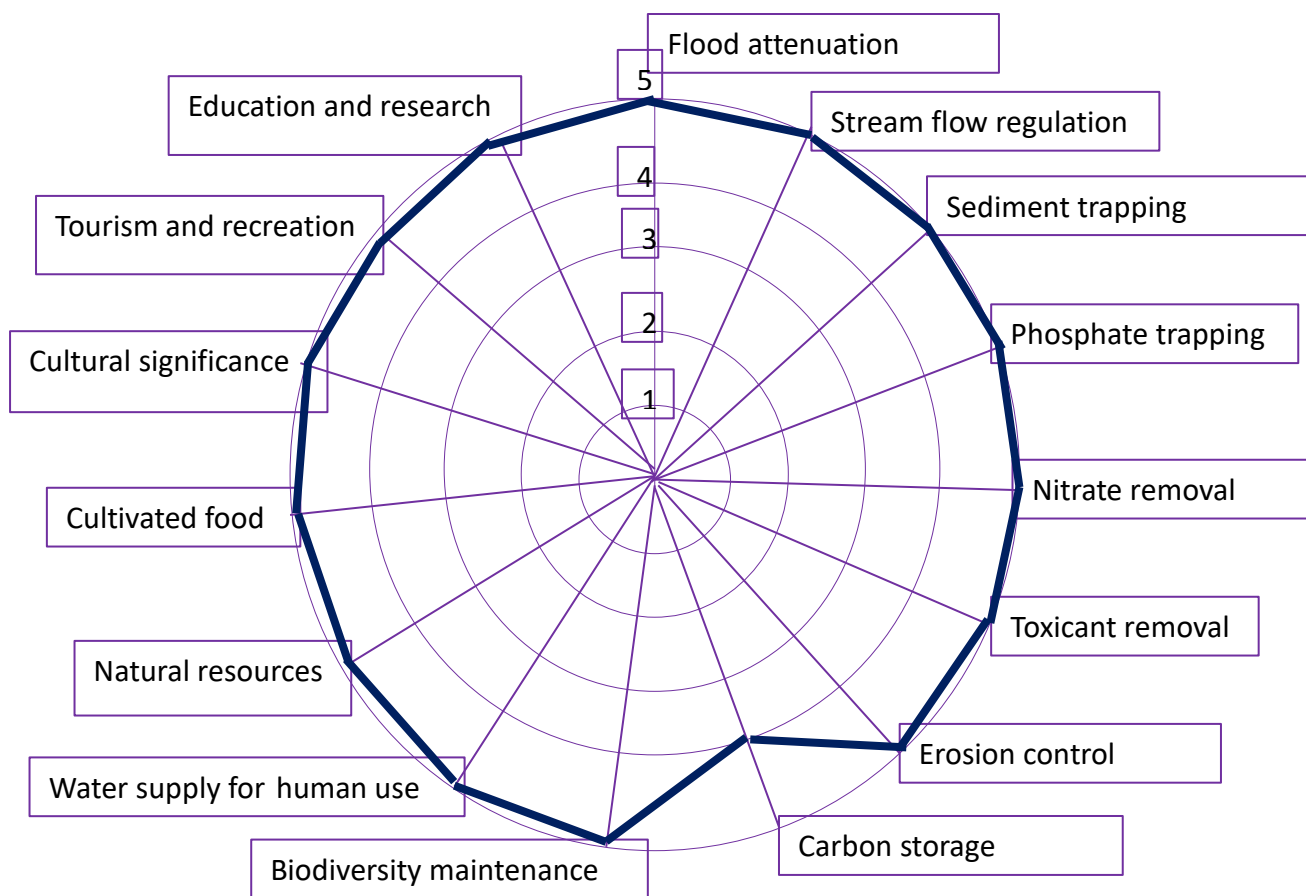 Flood attenuation
5
Education and research
Stream flow regulation
4
Sediment trapping
Tourism and recreation
3
2
Phosphate trapping
Cultural significance
1
Nitrate removal
Cultivated food
Toxicant removal
Natural resources
Erosion control
Water supply for human use
Carbon storage
Biodiversity maintenance